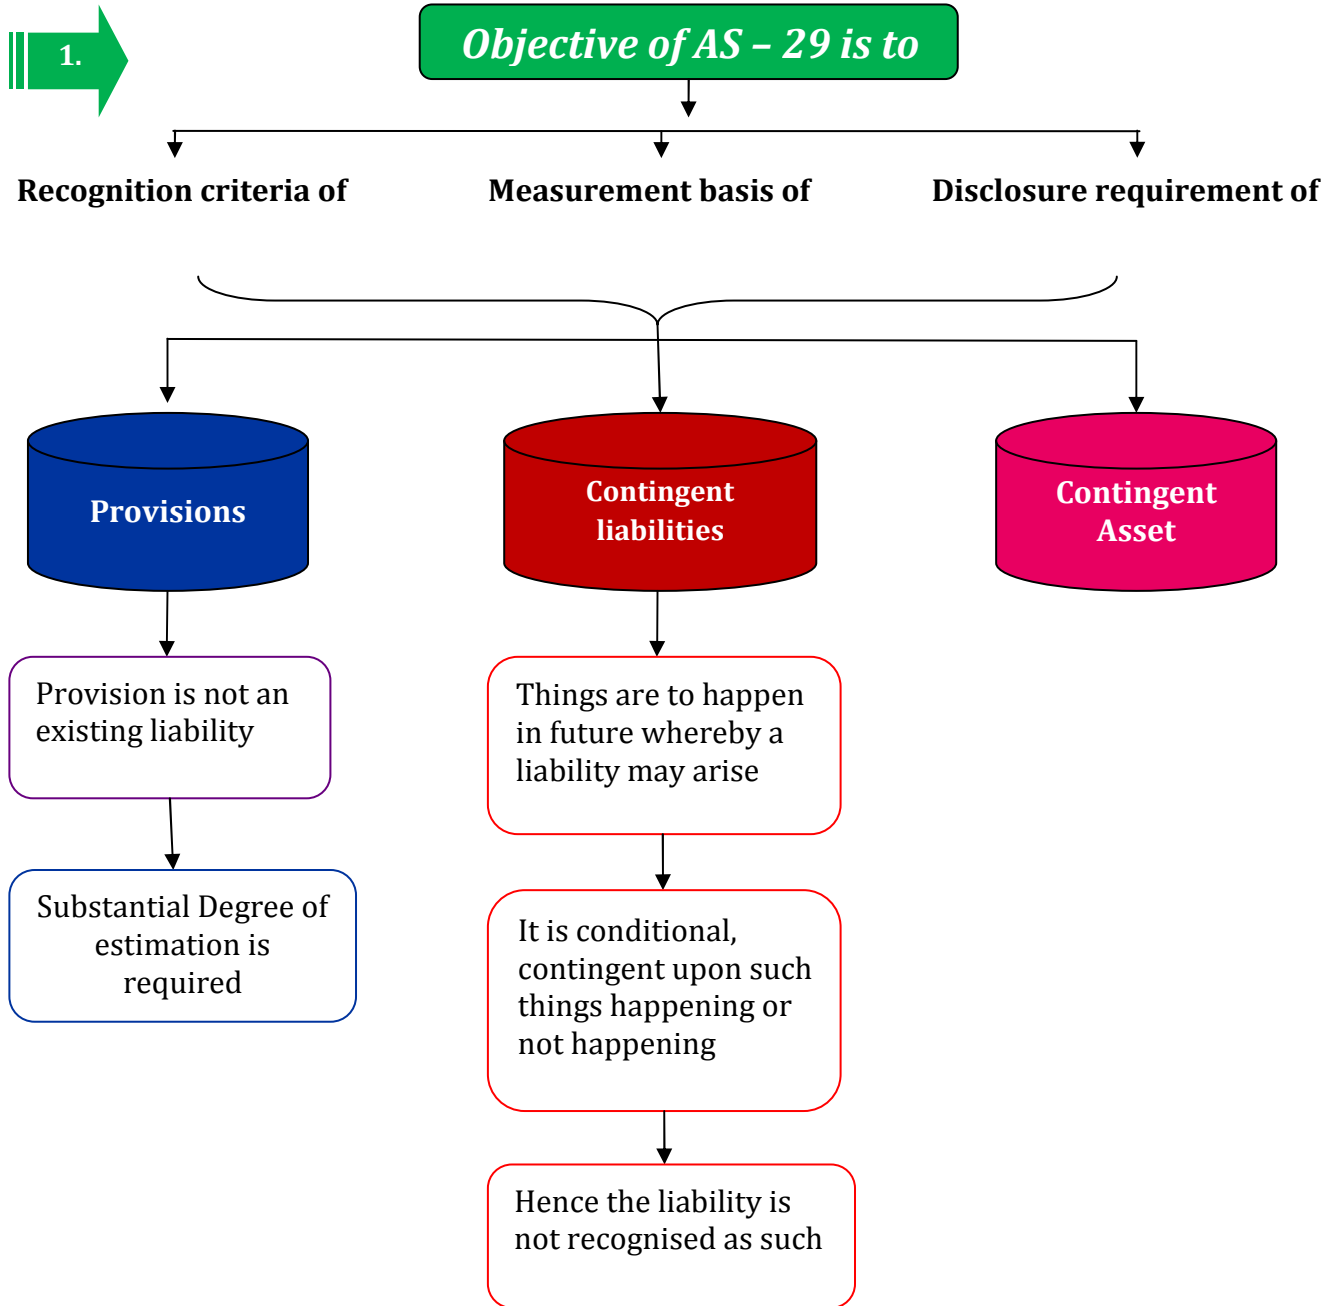 1.
Objective of AS – 29 is to
Recognition criteria of
Measurement basis of
Disclosure requirement of
Provisions
Contingent
liabilities
Contingent
Asset
Provision is not an
existing liability
Substantial Degree of
estimation is
required
Things are to happen
in future whereby a
liability may arise
It is conditional,
contingent upon such
things happening or
not happening
Hence the liability is
not recognised as such